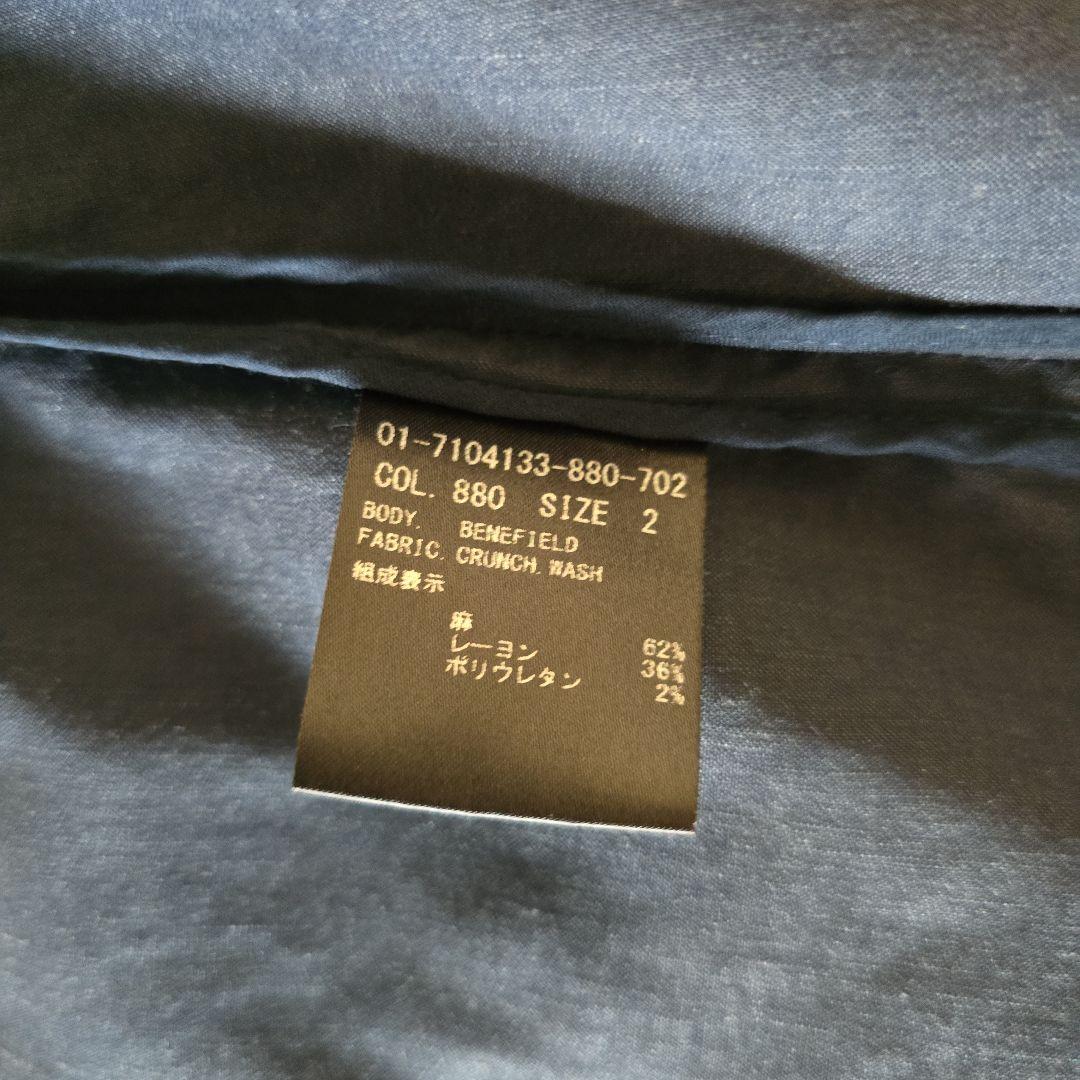 01-7104133-880-702
COL. 880 SIZE 2
BODY. BENEFIELD
FABRIC. CRUNCH.WASH
組成表示
麻 62%
レーヨン 36%
ポリウレタン 2%